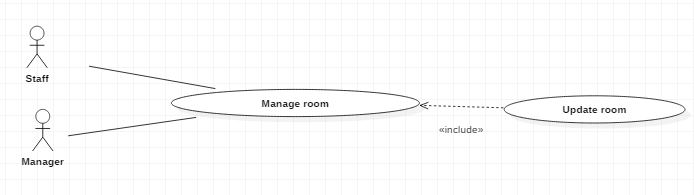 Staff
Manage room
Update room
«include»
Manager